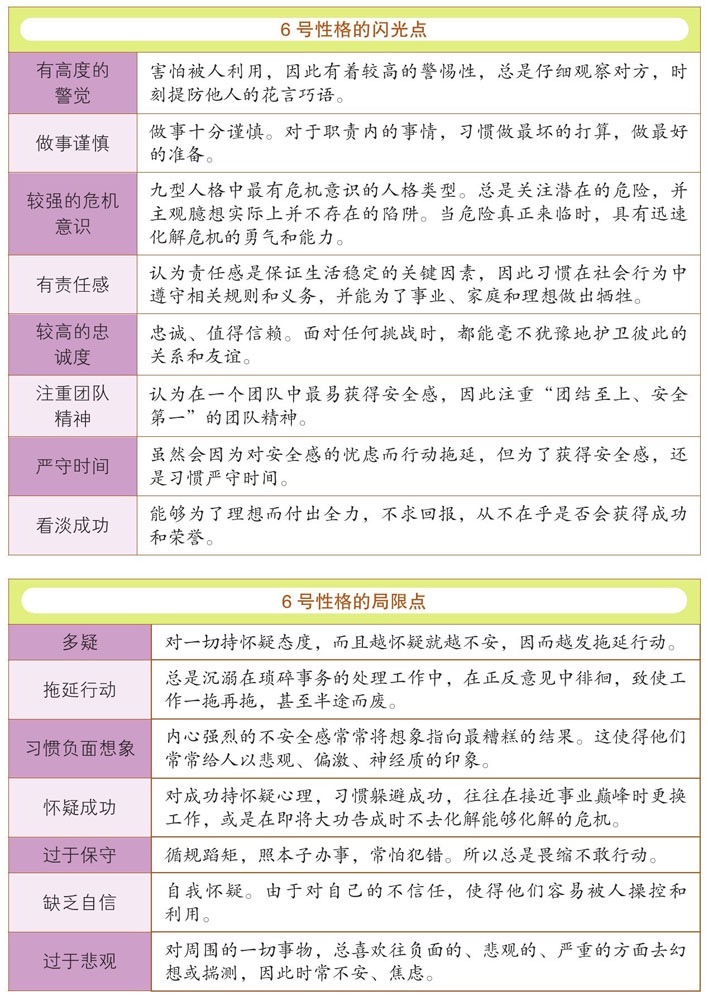 6号性格的闪光点
有高度的
警觉
害怕被人利用，因此有着较高的警惕性，总是仔细观察对方，时
刻提防他人的花言巧语。
做事谨慎
做事十分谨慎。对于职责内的事情，习惯做最坏的打算，做最好
的准备。
较强的危机
意识
九型人格中最有危机意识的人格类型。总是关注潜在的危险，并
主观臆想实际上并不存在的陷阱。当危险真正来临时，具有迅速
化解危机的勇气和能力。
有责任感
认为责任感是保证生活稳定的关键因素，因此习惯在社会行为中
遵守相关规则和义务，并能为了事业、家庭和理想做出牺牲。
较高的忠
诚度
忠诚、值得信赖。面对任何挑战时，都能毫不犹豫地护卫彼此的
关系和友谊。
注重团队
精神
认为在一个团队中最易获得安全感，因此注重“团结至上、安全
第一”的团队精神。
严守时间
虽然会因为对安全感的忧虑而行动拖延，但为了获得安全感，还
是习惯严守时间。
看淡成功
能够为了理想而付出全力，不求回报，从不在乎是否会获得成功
和荣誉。
6号性格的局限点
多疑
对一切持怀疑态度，而且越怀疑就越不安，因而越发拖延行动。
拖延行动
总是沉溺在琐碎事务的处理工作中，在正反意见中徘徊，致使工
作一拖再拖，甚至半途而废。
习惯负面想象
内心强烈的不安全感常常将想象指向最糟糕的结果。这使得他们
常常给人以悲观、偏激、神经质的印象。
怀疑成功
对成功持怀疑心理，习惯躲避成功，往往在接近事业巅峰时更换
工作，或是在即将大功告成时不去化解能够化解的危机。
过于保守
循规蹈矩，照本子办事，常怕犯错。所以总是畏缩不敢行动。
缺乏自信
自我怀疑。由于对自己的不信任，使得他们容易被人操控和
利用。
过于悲观
对周围的一切事物，总喜欢往负面的、悲观的、严重的方面去幻
想或揣测，因此时常不安、焦虑。